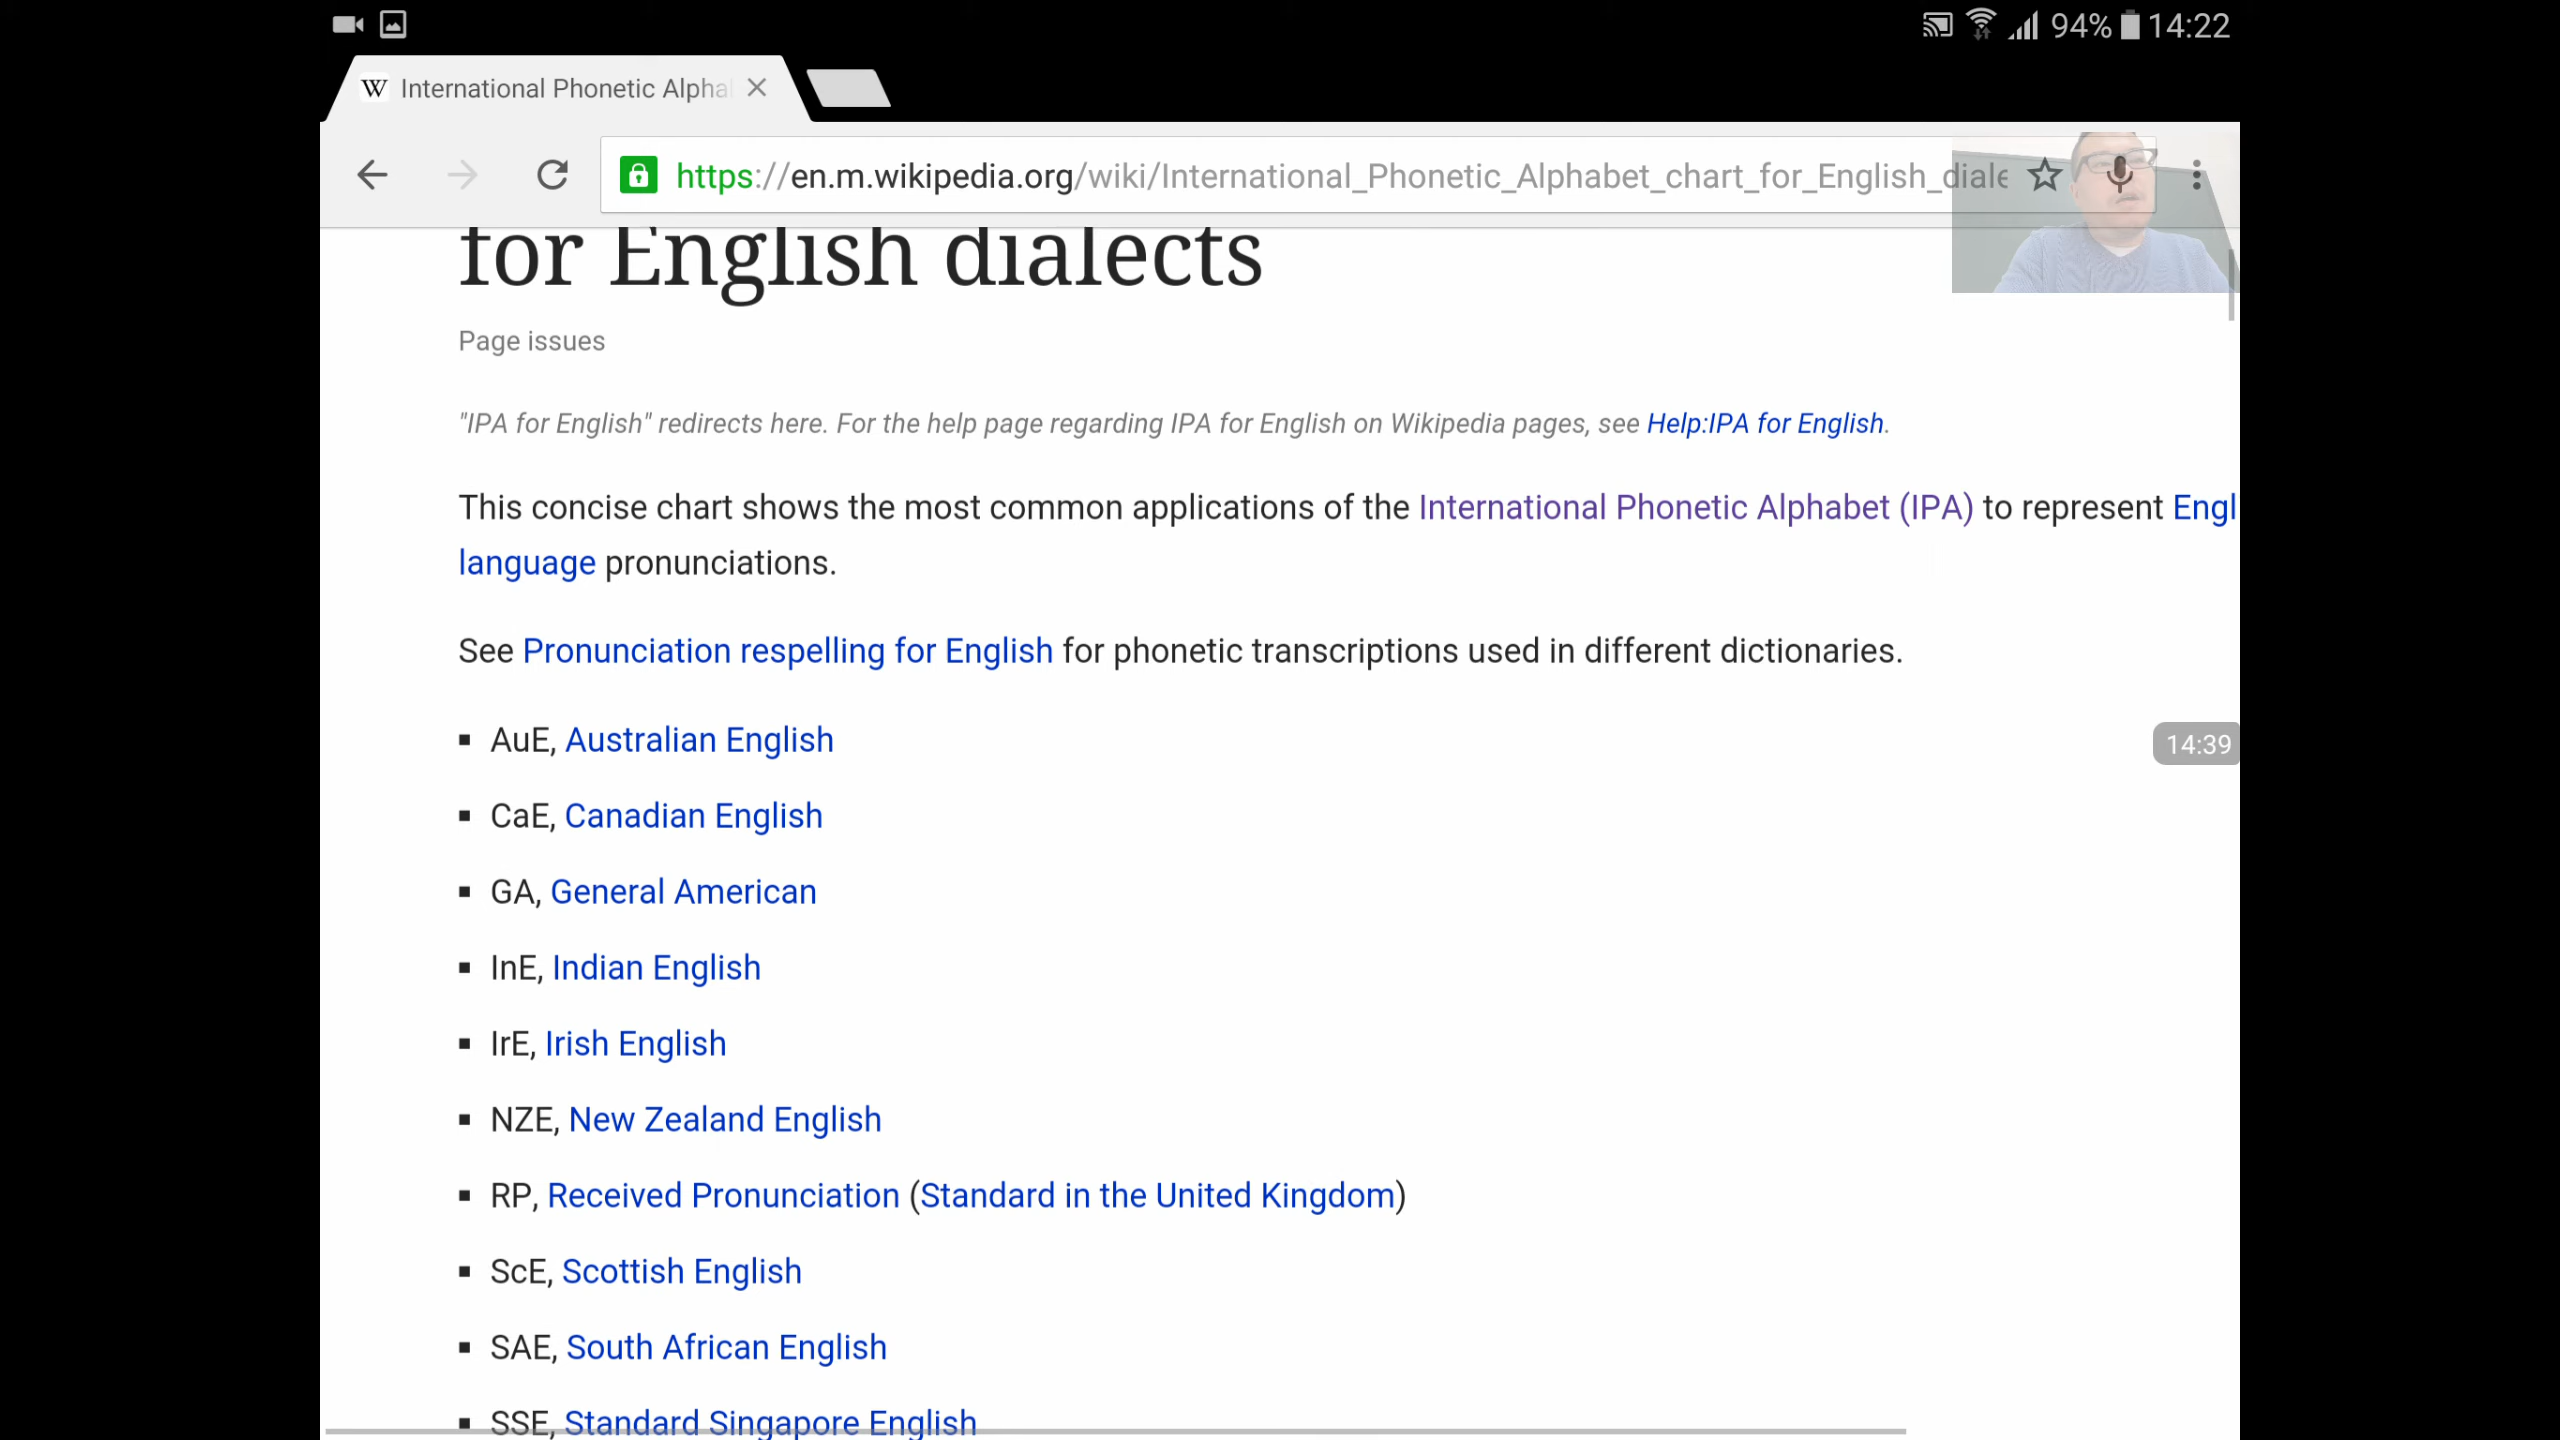 94% 14:22
W International Phonetic Alpha
https://en.m.wikipedia.org/wiki/International_Phonetic_Alphabet_chart_for_English_diale
for English dialects
Page issues
"IPA for English" redirects here. For the help page regarding IPA for English on Wikipedia pages, see Help:IPA for English.
This concise chart shows the most common applications of the International Phonetic Alphabet (IPA) to represent Engl
language pronunciations.
See Pronunciation respelling for English for phonetic transcriptions used in different dictionaries.
▪ AuE, Australian English
14:39
▪ CaE, Canadian English
▪ GA, General American
▪ InE, Indian English
▪ IrE, Irish English
▪ NZE, New Zealand English
▪ RP, Received Pronunciation (Standard in the United Kingdom)
▪ ScE, Scottish English
▪ SAE, South African English
▪ SSE, Standard Singapore English